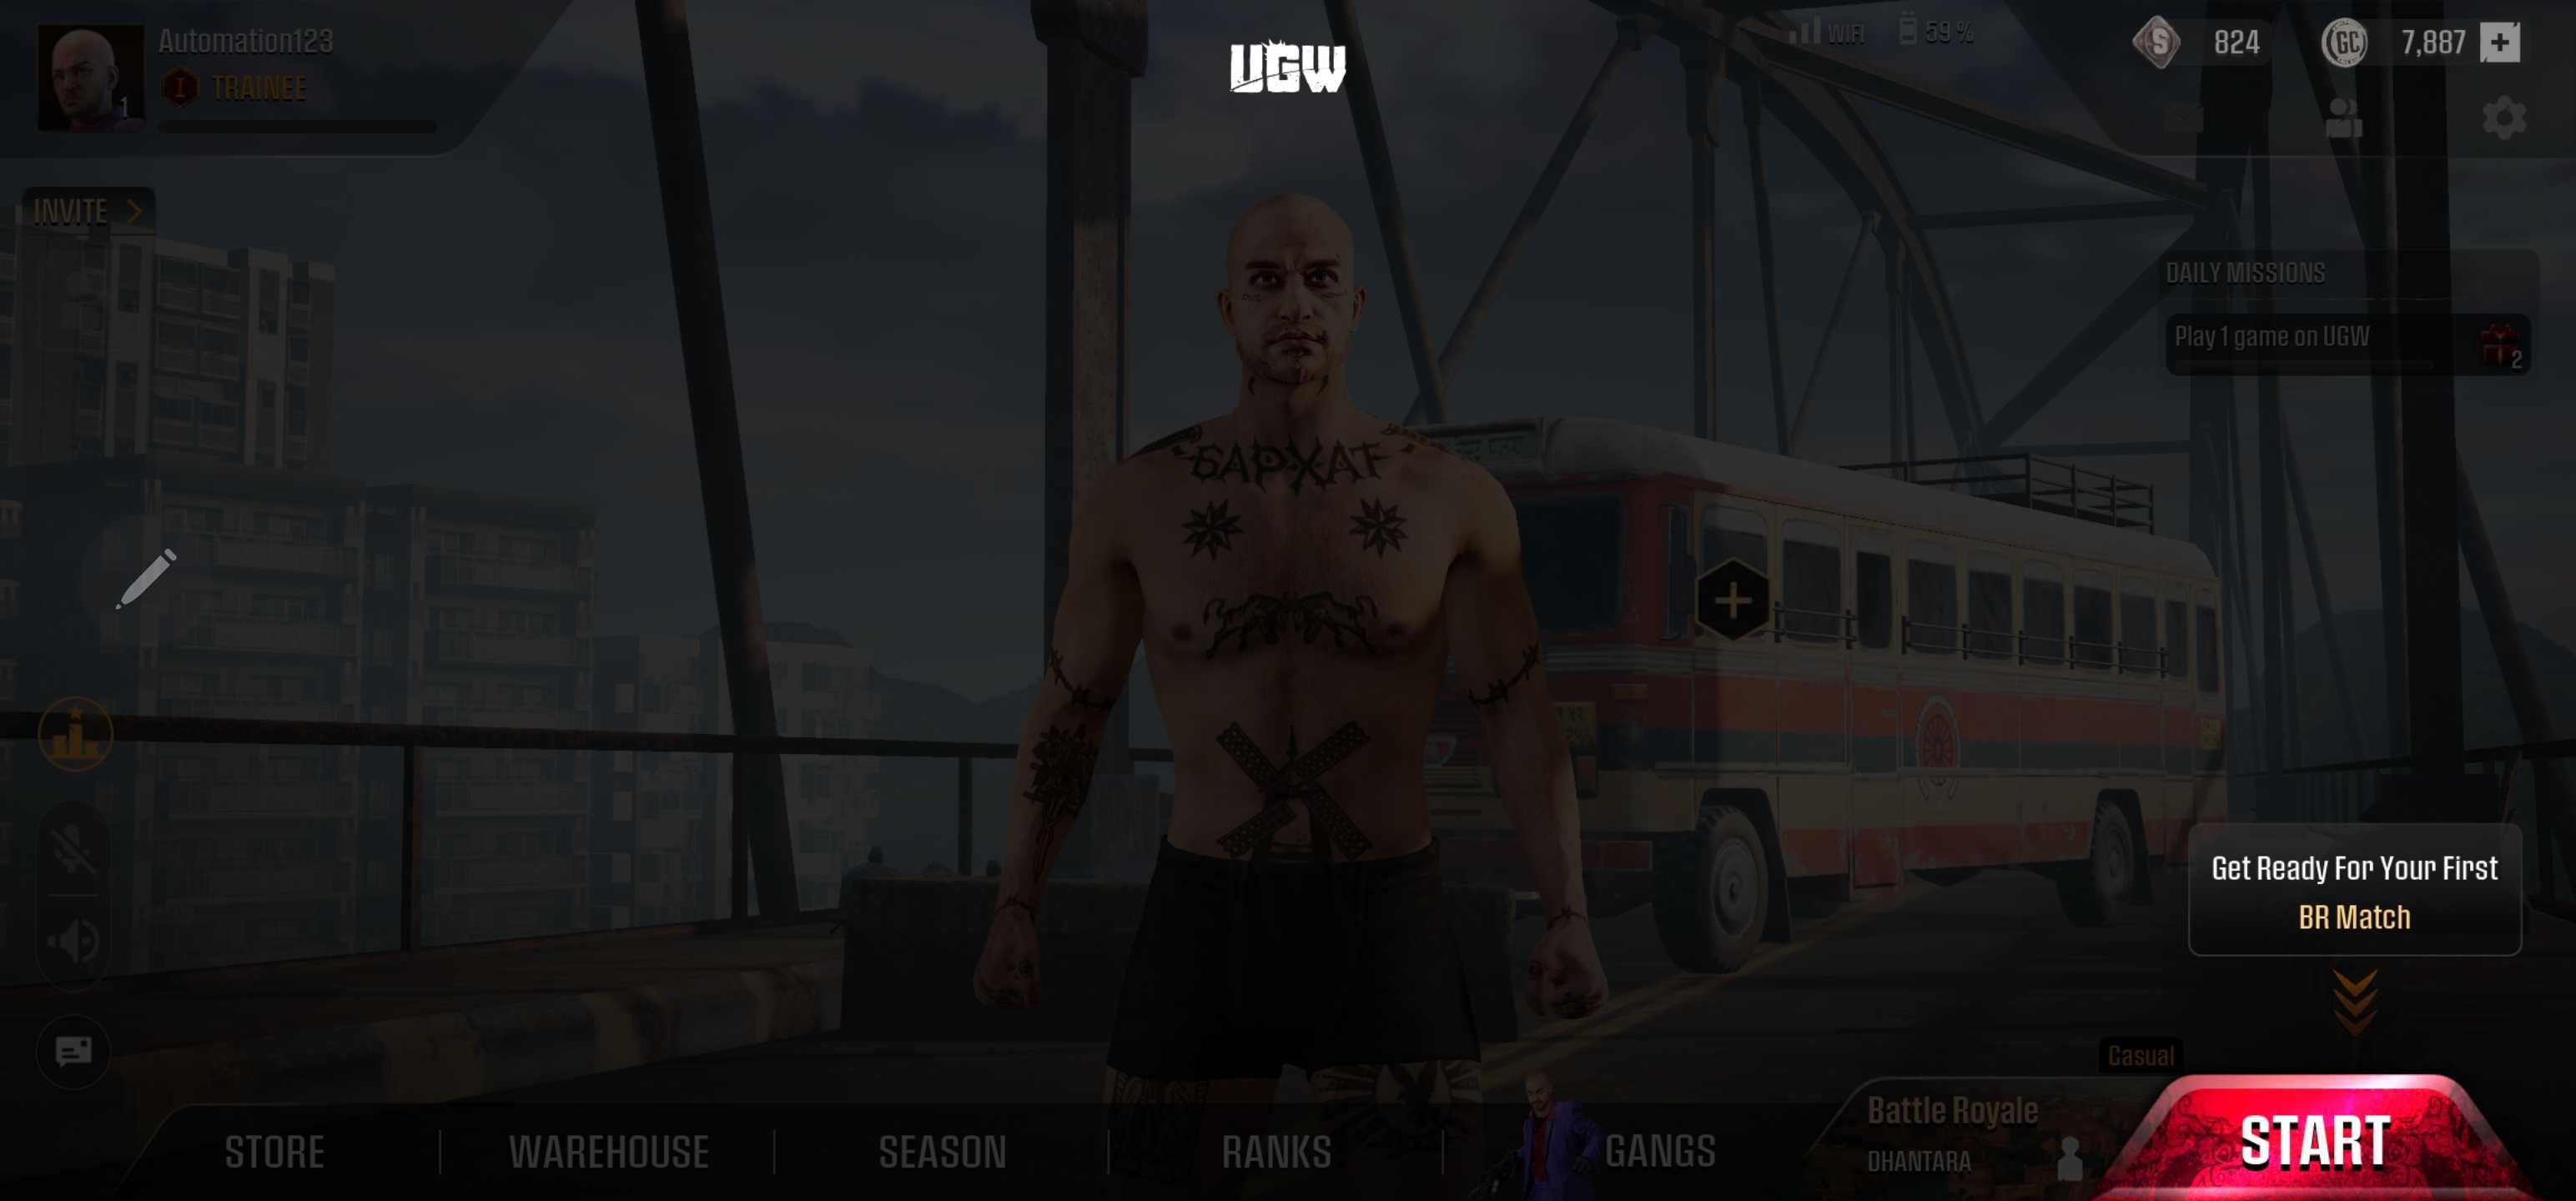 Automation123
I TRAINEE
1
UGW
WIFI 59 %
824
7,887
GC
S
INVITE >
DAILY MISSIONS
Play 1 game on UGW
2
БАРХАТ
Get Ready For Your First
BR Match
Casual
Battle Royale
DHANTARA
START
STORE
WAREHOUSE
SEASON
RANKS
GANGS